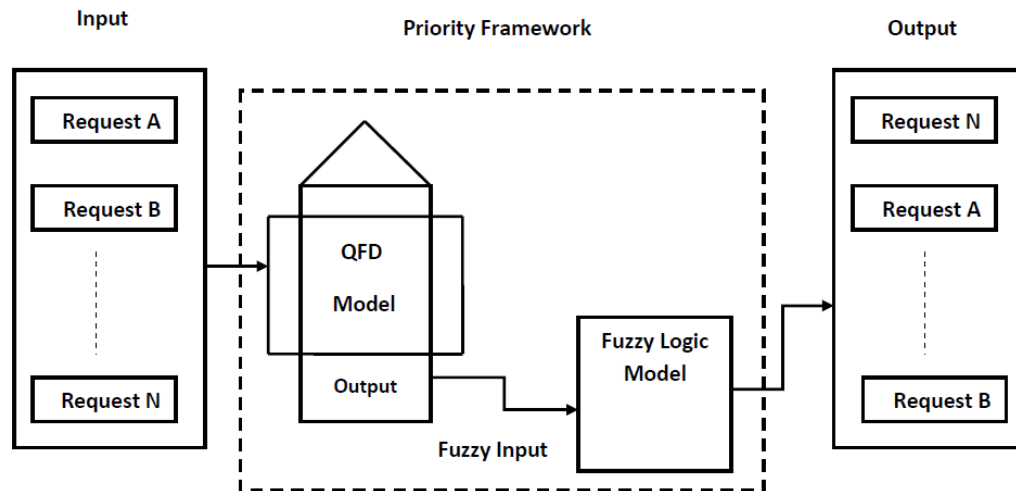 Input
Priority Framework
Output
Request A
Request B
Request N
QFD
Model
Output
Fuzzy Input
Fuzzy Logic
Model
Request N
Request A
Request B